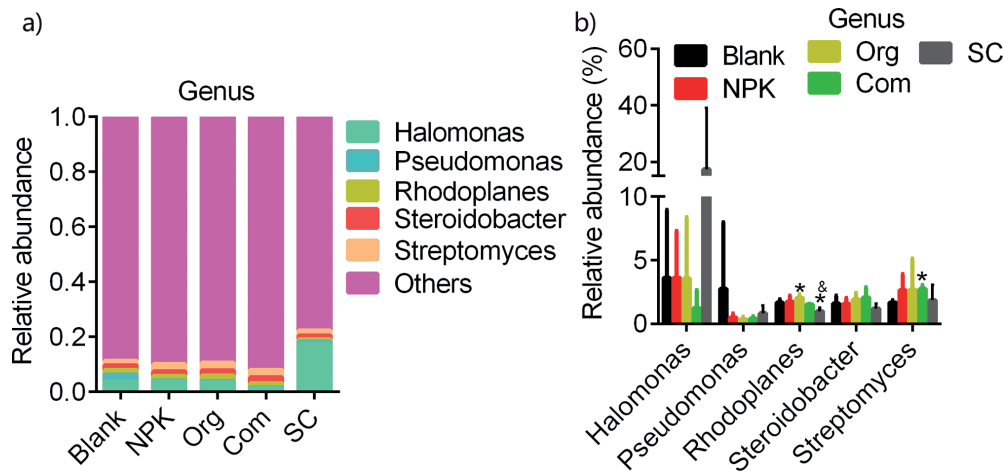 a)
Genus
Relative abundance
1.0
0.8
0.6
0.4
0.2
0.0
Blank
NPK
Org
Com
SC
Halomonas
Pseudomonas
Rhodoplanes
Steroidobacter
Streptomyces
Others
b)
Genus
Relative abundance (%)
60
40
20
10
5
0
Blank
NPK
Org
Com
SC
*
&
*
*
Halomonas
Pseudomonas
Rhodoplanes
Steroidobacter
Streptomyces